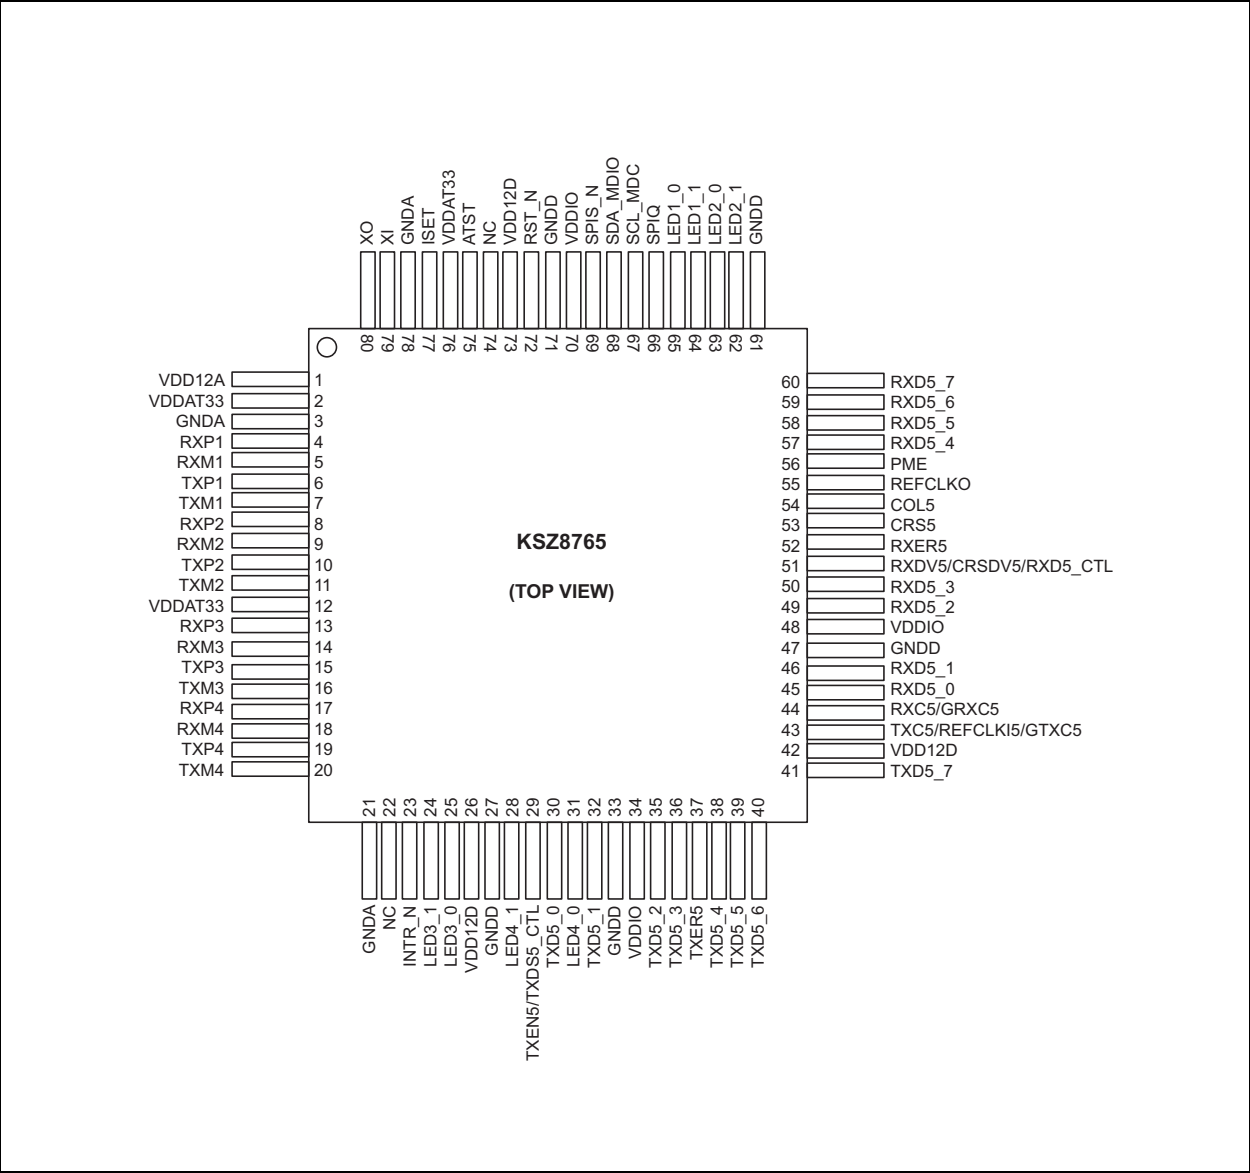 XO
XI
GNDA
ISET
VDDAT33
ATST
NC
VDD12D
RST_N
GNDD
VDDIO
SPIS_N
SDA_MDIO
SCL_MDC
SPIQ
LED1_0
LED1_1
LED2_0
LED2_1
GNDD
80
79
78
77
76
75
74
73
72
71
70
69
68
67
66
65
64
63
62
61
VDD12A 1
VDDAT33 2
GNDA 3
RXP1 4
RXM1 5
TXP1 6
TXM1 7
RXP2 8
RXM2 9
TXP2 10
TXM2 11
VDDAT33 12
RXP3 13
RXM3 14
TXP3 15
TXM3 16
RXP4 17
RXM4 18
TXP4 19
TXM4 20
KSZ8765
(TOP VIEW)
60 RXD5_7
59 RXD5_6
58 RXD5_5
57 RXD5_4
56 PME
55 REFCLKO
54 COL5
53 CRS5
52 RXER5
51 RXDV5/CRSDV5/RXD5_CTL
50 RXD5_3
49 RXD5_2
48 VDDIO
47 GNDD
46 RXD5_1
45 RXD5_0
44 RXC5/GRXC5
43 TXC5/REFCLKI5/GTXC5
42 VDD12D
41 TXD5_7
21
22
23
24
25
26
27
28
29
30
31
32
33
34
35
36
37
38
39
40
GNDA
NC
INTR_N
LED3_1
LED3_0
VDD12D
GNDD
LED4_1
TXEN5/TXDS5_CTL
TXD5_0
LED4_0
TXD5_1
GNDD
VDDIO
TXD5_2
TXD5_3
TXER5
TXD5_4
TXD5_5
TXD5_6